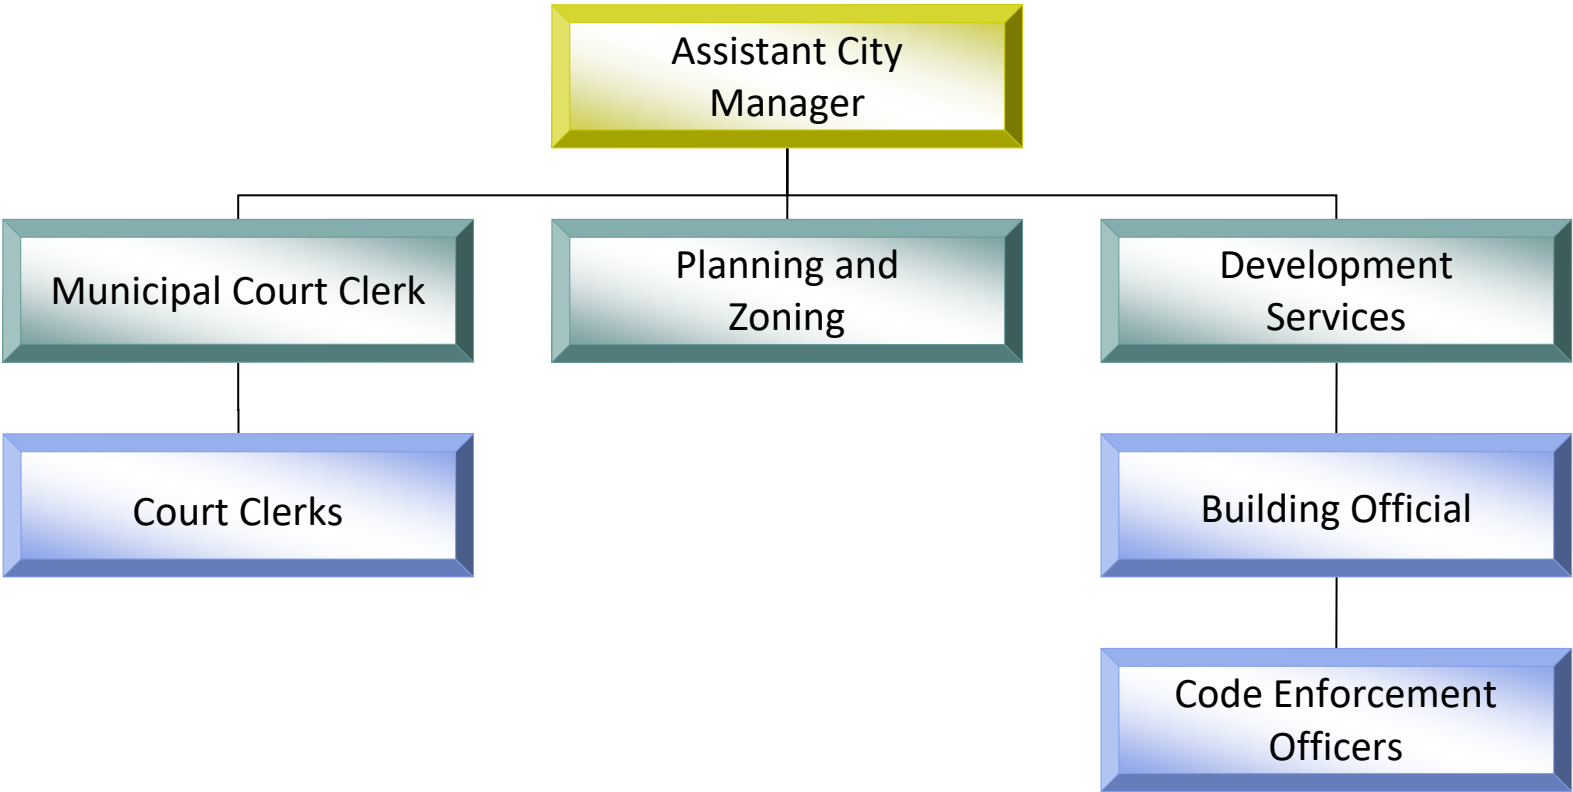 Assistant City
Manager
Municipal Court Clerk
Planning and
Zoning
Development
Services
Court Clerks
Building Official
Code Enforcement
Officers